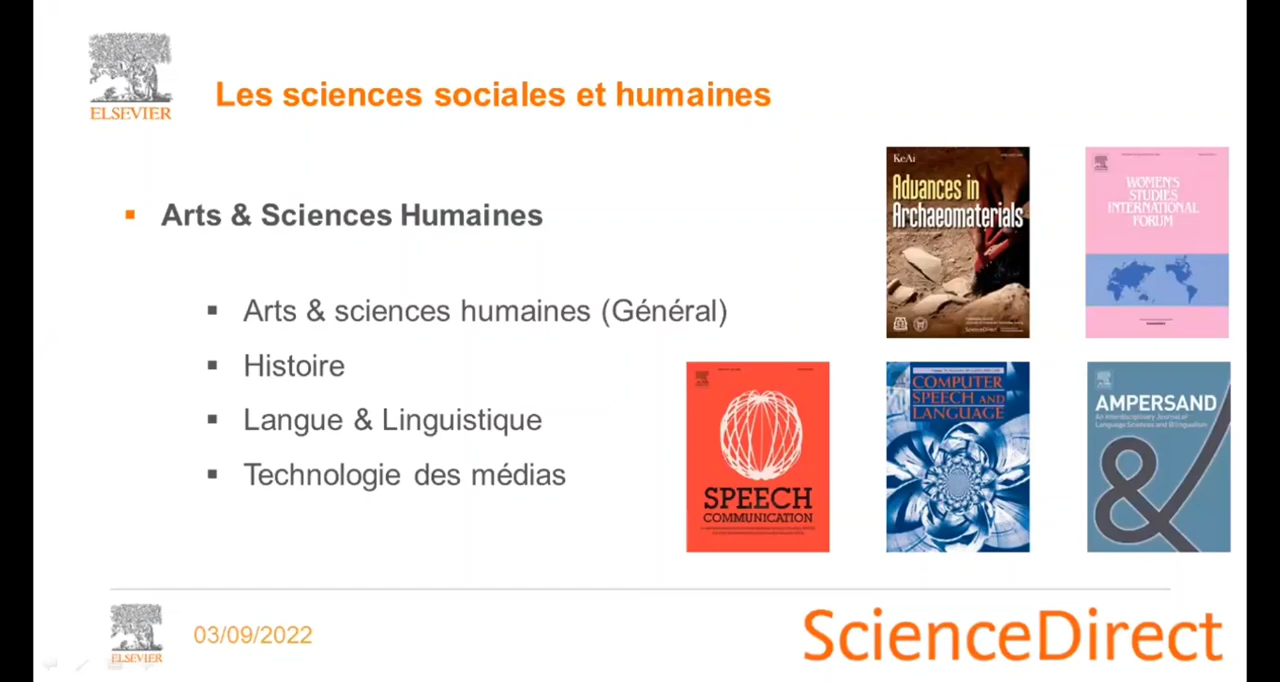 ELSEVIER
Les sciences sociales et humaines
▪ Arts & Sciences Humaines
▪ Arts & sciences humaines (Général)
▪ Histoire
▪ Langue & Linguistique
▪ Technologie des médias
KeAi
Advances in
Archaeomaterials
ScienceDirect
WOMEN'S
STUDIES
INTERNATIONAL
FORUM
SPEECH
COMMUNICATION
COMPUTER
SPEECH AND
LANGUAGE
AMPERSAND
An Interdisciplinary Journal of
Language Sciences and Bilingualism
&
ELSEVIER
03/09/2022
ScienceDirect